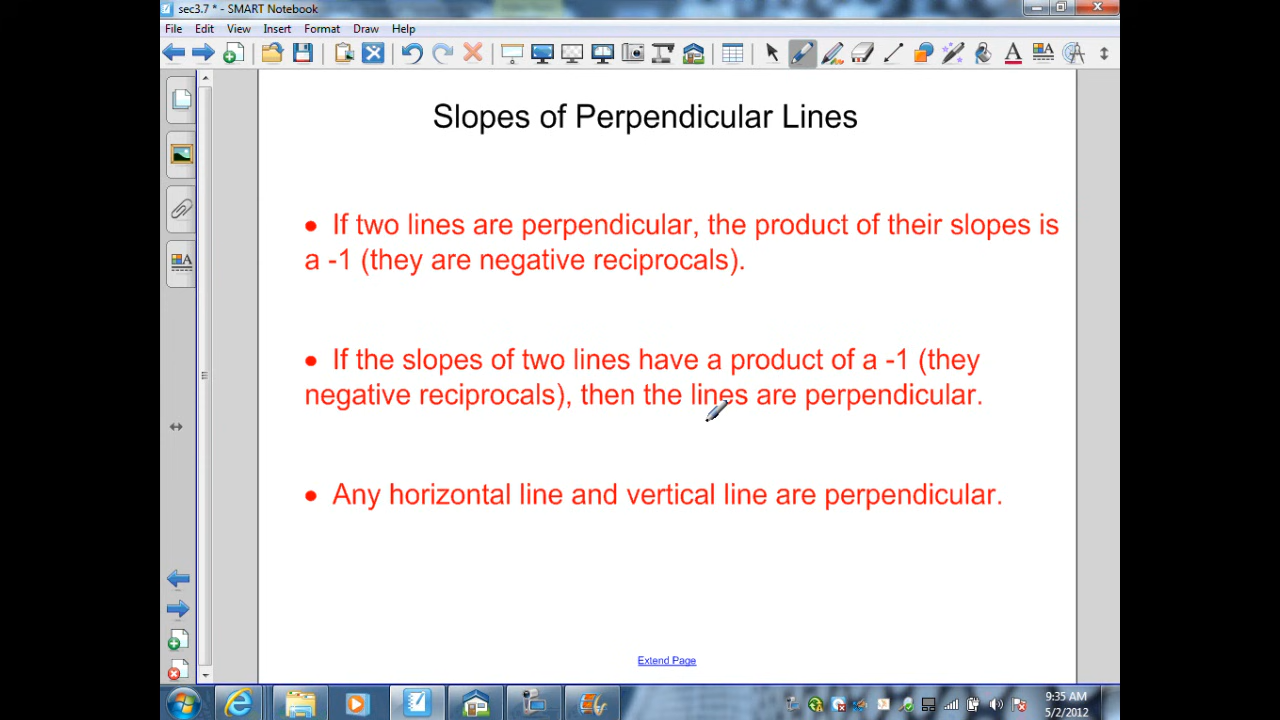 sec3.7 * - SMART Notebook
File Edit View Insert Format Draw Help
Slopes of Perpendicular Lines
• If two lines are perpendicular, the product of their slopes is
a -1 (they are negative reciprocals).
• If the slopes of two lines have a product of a -1 (they
negative reciprocals), then the lines are perpendicular.
• Any horizontal line and vertical line are perpendicular.
Extend Page
9:35 AM
5/2/2012